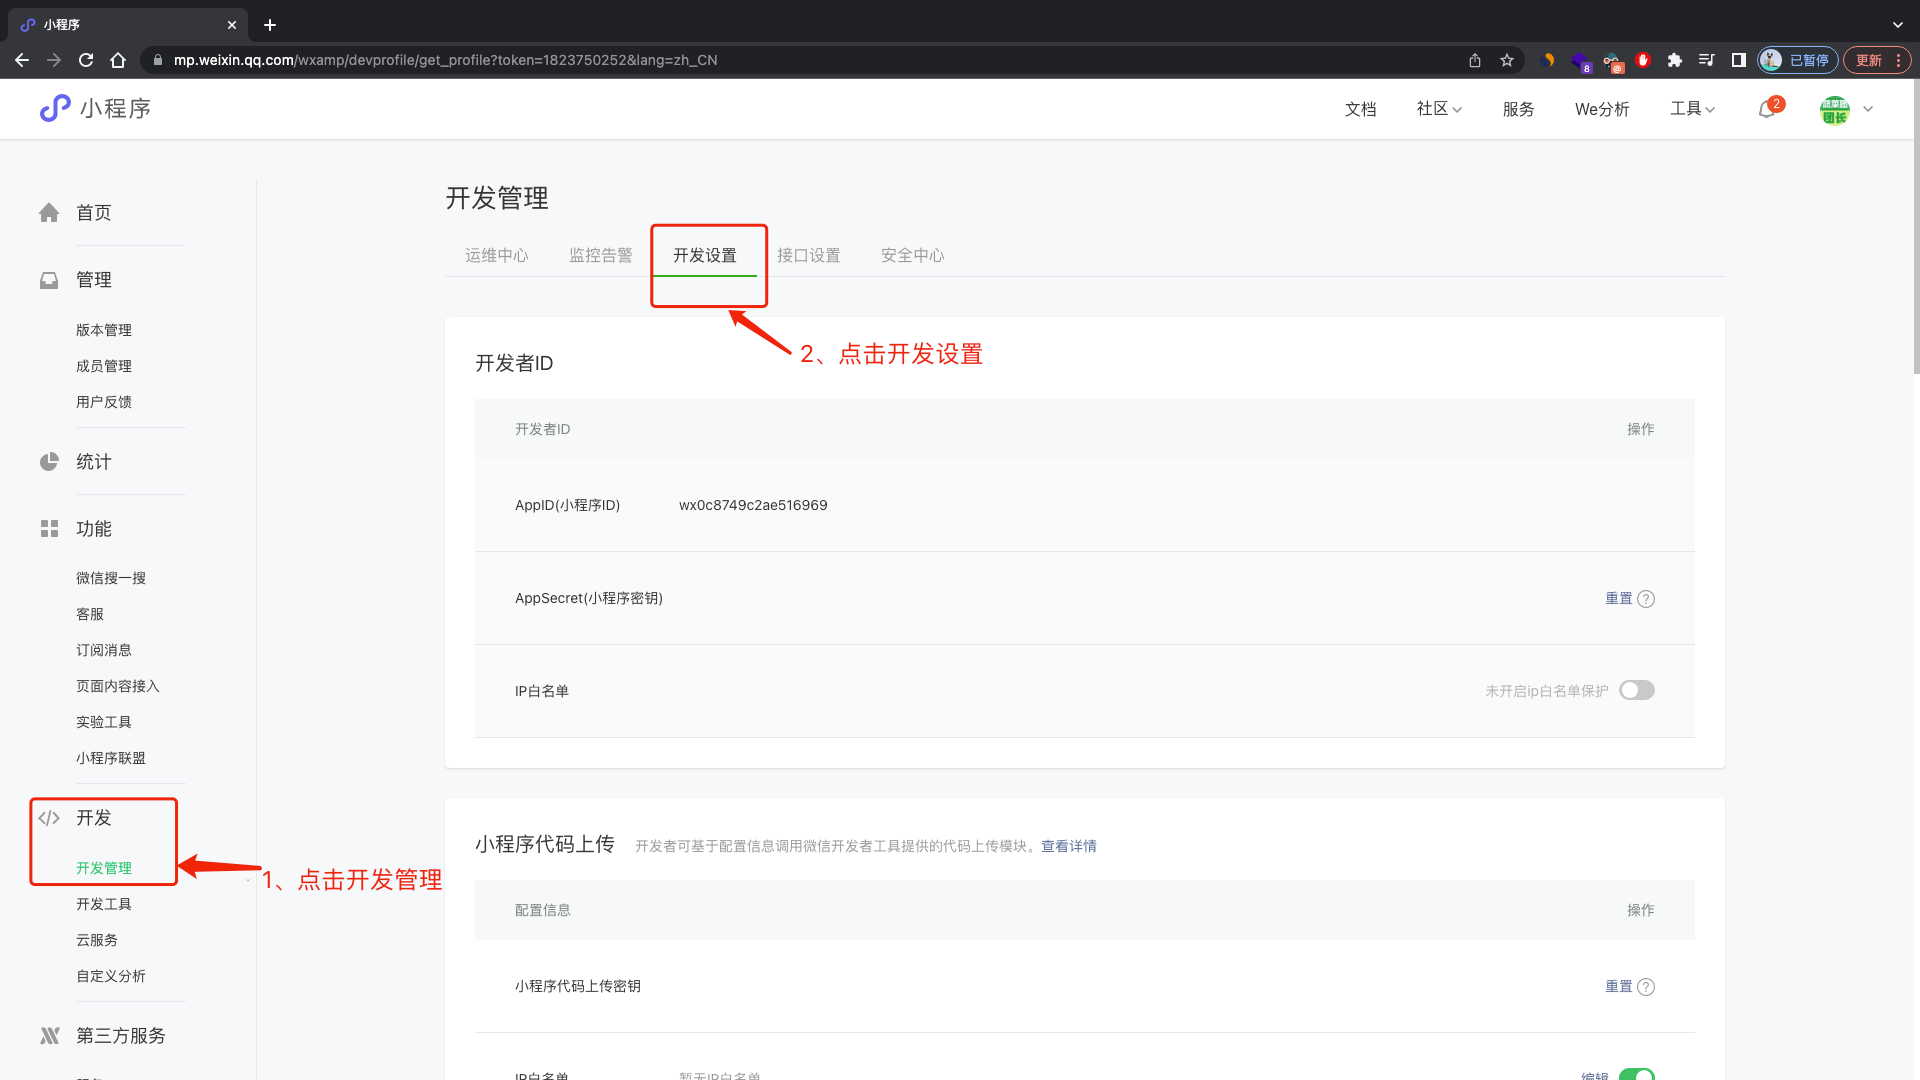 小程序
mp.weixin.qq.com/wxamp/devprofile/get_profile?token=1823750252&lang=zh_CN
8
@
已暂停
更新
小程序
文档
社区
服务
We分析
工具
2
团长
首页
管理
版本管理
成员管理
用户反馈
统计
功能
微信搜一搜
客服
订阅消息
页面内容接入
实验工具
小程序联盟
开发
开发管理
开发工具
云服务
自定义分析
第三方服务
1、点击开发管理
开发管理
运维中心
监控告警
开发设置
接口设置
安全中心
2、点击开发设置
开发者ID
开发者ID
操作
AppID(小程序ID)
wx0c8749c2ae516969
AppSecret(小程序密钥)
重置
?
IP白名单
未开启ip白名单保护
小程序代码上传
开发者可基于配置信息调用微信开发者工具提供的代码上传模块。查看详情
配置信息
操作
小程序代码上传密钥
重置
?
IP白名单
暂无IP白名单
编辑